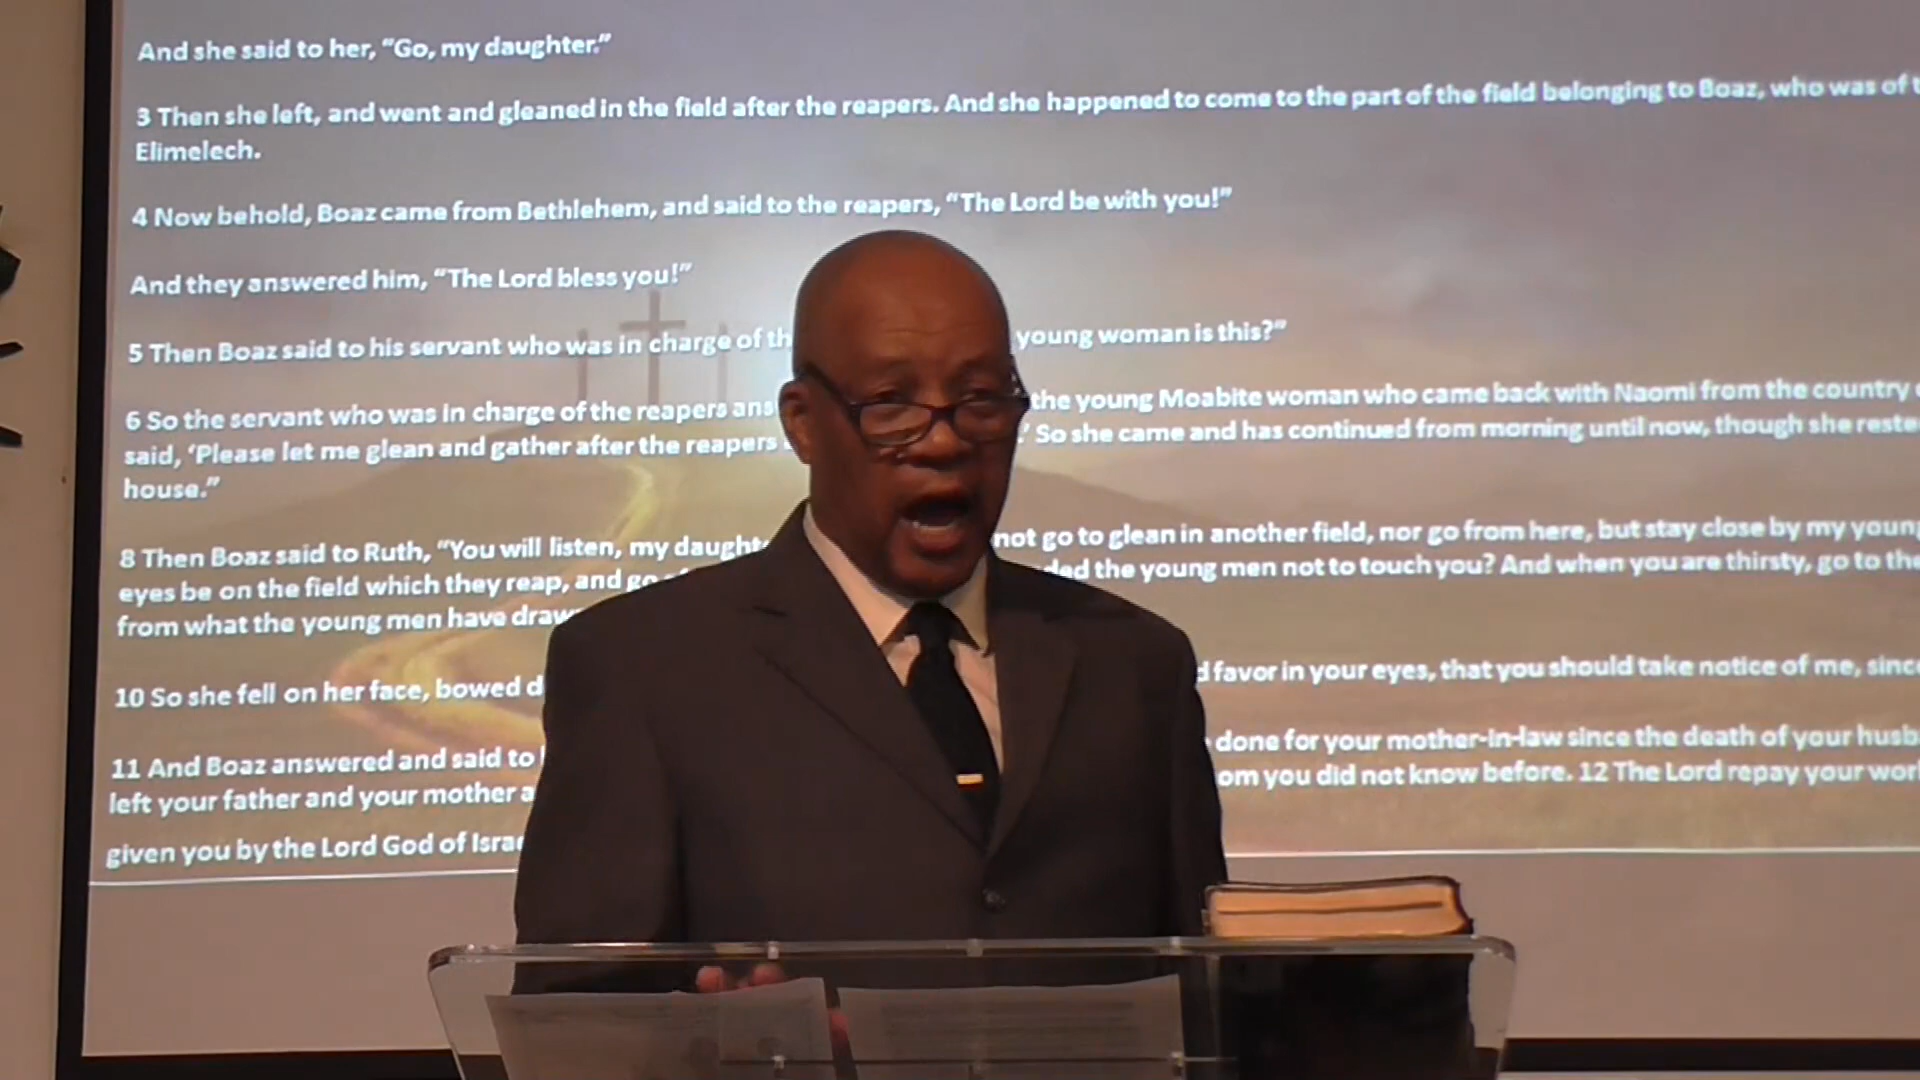 And she said to her, “Go, my daughter.”
3 Then she left, and went and gleaned in the field after the reapers. And she happened to come to the part of the field belonging to Boaz, who was of
Elimelech.
4 Now behold, Boaz came from Bethlehem, and said to the reapers, “The Lord be with you!”
And they answered him, “The Lord bless you!”
5 Then Boaz said to his servant who was in charge of young woman is this?”
6 So the servant who was in charge of the reapers the young Moabite woman who came back with Naomi from the country
said, ‘Please let me glean and gather after the reapers .’ So she came and has continued from morning until now, though she
house.”
8 Then Boaz said to Ruth, “You will listen, my not go to glean in another field, nor go from here, but stay close by my
eyes be on the field which they reap, and go the young men not to touch you? And when you are thirsty, go to
from what the young men have
10 So she fell on her face, bowed favor in your eyes, that you should take notice of me,
11 And Boaz answered and said to done for your mother-in-law since the death of your
left your father and your mother you did not know before. 12 The Lord repay your
given you by the Lord God of